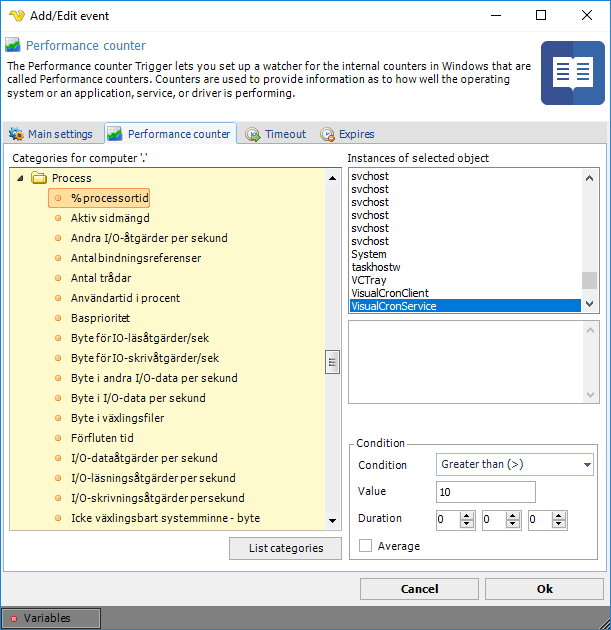 Add/Edit event
Performance counter
The Performance counter Trigger lets you set up a watcher for the internal counters in Windows that are
called Performance counters. Counters are used to provide information as to how well the operating
system or an application, service, or driver is performing.
Main settings
Performance counter
Timeout
Expires
Categories for computer '.'
Process
% processortid
Aktiv sidmängd
Andra I/O-åtgärder per sekund
Antal bindningsreferenser
Antal trådar
Användartid i procent
Basprioritet
Byte för IO-läsåtgärder/sek
Byte för IO-skrivåtgärder/sek
Byte i andra I/O-data per sekund
Byte i I/O-data per sekund
Byte i växlingsfiler
Förfluten tid
I/O-dataåtgärder per sekund
I/O-läsningsåtgärder per sekund
I/O-skrivningsåtgärder per sekund
Icke växlingsbart systemminne - byte
List categories
Instances of selected object
svchost
svchost
svchost
svchost
svchost
svchost
System
taskhostw
VCTray
VisualCronClient
VisualCronService
Condition
Condition
Greater than (>)
Value
10
Duration
0
0
0
Average
Cancel
Ok
Variables